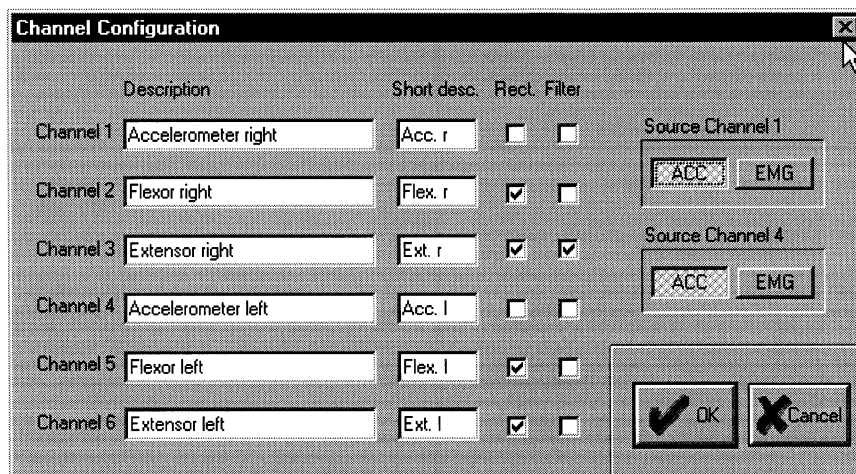 Channel Configuration
Description Short desc. Rect. Filter
Channel 1 Accelerometer right Acc. r
Channel 2 Flexor right Flex. r
Channel 3 Extensor right Ext. r
Channel 4 Accelerometer left Acc. l
Channel 5 Flexor left Flex. l
Channel 6 Extensor left Ext. l
Source Channel 1
ACC EMG
Source Channel 4
ACC EMG
OK Cancel